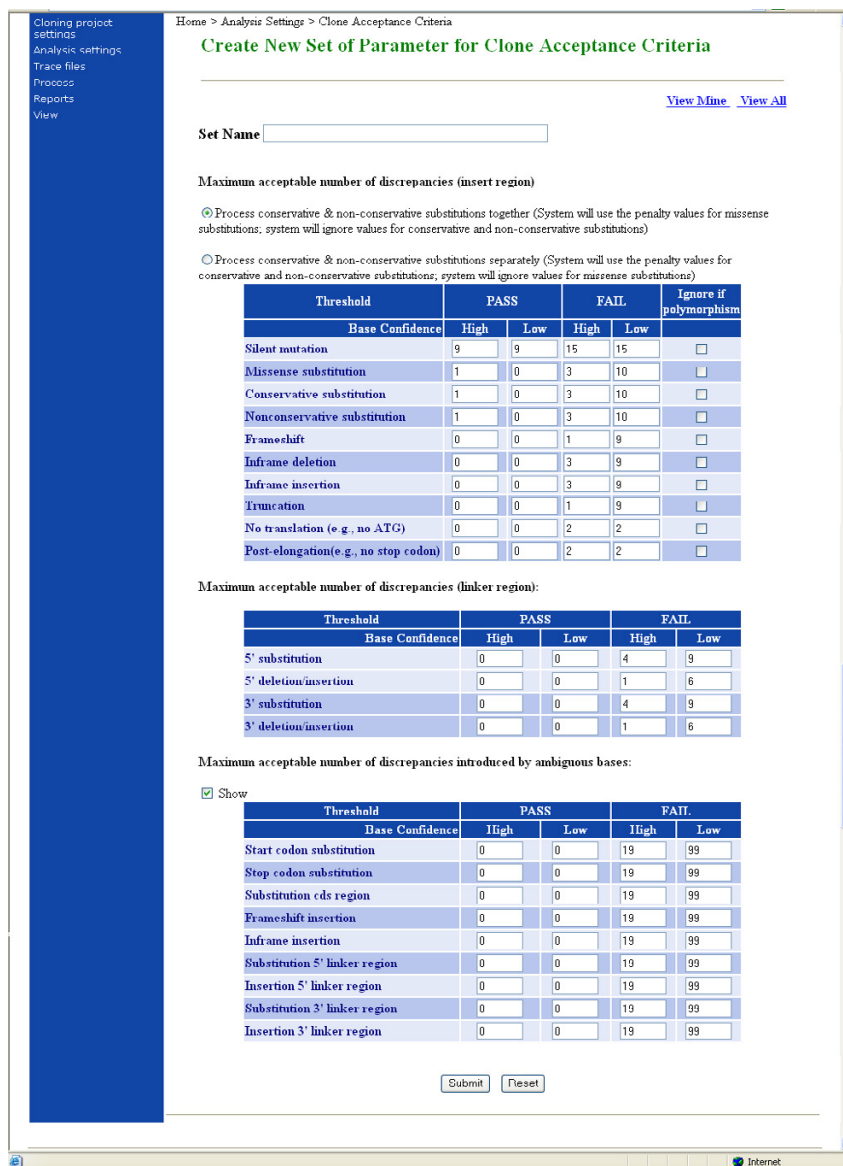 Cloning project
settings
Analysis settings
Trace files
Process
Reports
View
Home > Analysis Settings > Clone Acceptance Criteria
Create New Set of Parameter for Clone Acceptance Criteria
View Mine View All
Set Name
Maximum acceptable number of discrepancies (insert region)
Process conservative & non-conservative substitutions together (System will use the penalty values for missense
substitutions; system will ignore values for conservative and non-conservative substitutions)
Process conservative & non-conservative substitutions separately (System will use the penalty values for
conservative and non-conservative substitutions; system will ignore values for missense substitutions)
Threshold PASS FAIL Ignore if
polymorphism
Base Confidence High Low High Low
Silent mutation 9 9 15 15
Missense substitution 1 0 3 10
Conservative substitution 1 0 3 10
Nonconservative substitution 1 0 3 10
Frameshift 0 0 1 9
Inframe deletion 0 0 3 9
Inframe insertion 0 0 3 9
Truncation 0 0 1 9
No translation (e.g., no ATG) 0 0 2 2
Post-elongation(e.g., no stop codon) 0 0 2 2
Maximum acceptable number of discrepancies (linker region):
Threshold PASS FAIL
Base Confidence High Low High Low
5' substitution 0 0 4 9
5' deletion/insertion 0 0 1 6
3' substitution 0 0 4 9
3' deletion/insertion 0 0 1 6
Maximum acceptable number of discrepancies introduced by ambiguous bases:
Show
Threshold PASS FAIL
Base Confidence High Low High Low
Start codon substitution 0 0 19 99
Stop codon substitution 0 0 19 99
Substitution cds region 0 0 19 99
Frameshift insertion 0 0 19 99
Inframe insertion 0 0 19 99
Substitution 5' linker region 0 0 19 99
Insertion 5' linker region 0 0 19 99
Substitution 3' linker region 0 0 19 99
Insertion 3' linker region 0 0 19 99
Submit Reset
Internet